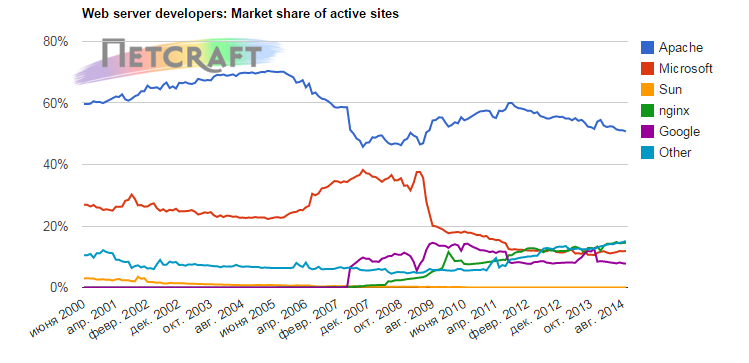 Web server developers: Market share of active sites
NETCRAFT
80%
60%
40%
20%
0%
июня 2000
апр. 2001
февр. 2002
дек. 2002
окт. 2003
авг. 2004
июня 2005
апр. 2006
февр. 2007
дек. 2007
окт. 2008
авг. 2009
июня 2010
апр. 2011
февр. 2012
дек. 2012
окт. 2013
авг. 2014
Apache
Microsoft
Sun
nginx
Google
Other